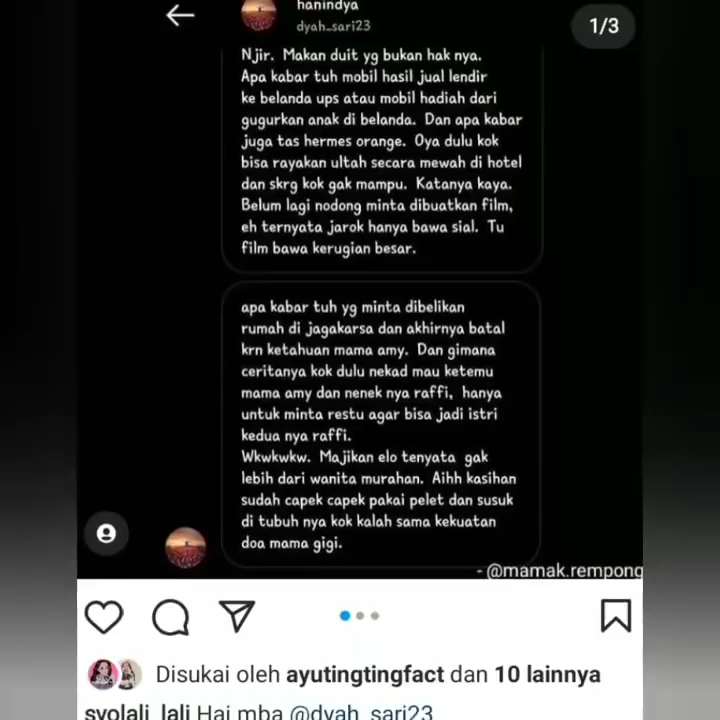 hanindya
dyah_sari23
1/3
Njir. Makan duit yg bukan hak nya.
Apa kabar tuh mobil hasil jual lendir
ke belanda ups atau mobil hadiah dari
gugurkan anak di belanda. Dan apa kabar
juga tas hermes orange. Oya dulu kok
bisa rayakan ultah secara mewah di hotel
dan skrg kok gak mampu. Katanya kaya.
Belum lagi nodong minta dibuatkan film,
eh ternyata jarok hanya bawa sial. Tu
film bawa kerugian besar.
apa kabar tuh yg minta dibelikan
rumah di jagakarsa dan akhirnya batal
krn ketahuan mama amy. Dan gimana
ceritanya kok dulu nekad mau ketemu
mama amy dan nenek nya raffi, hanya
untuk minta restu agar bisa jadi istri
kedua nya raffi.
Wkwkwkw. Majikan elo tenyata gak
lebih dari wanita murahan. Aihh kasihan
sudah capek capek pakai pelet dan susuk
di tubuh nya kok kalah sama kekuatan
doa mama gigi.
- @mamak.rempong
Disukai oleh ayutingtingfact dan 10 lainnya
syolali_lali Hai mba @dyah_sari23